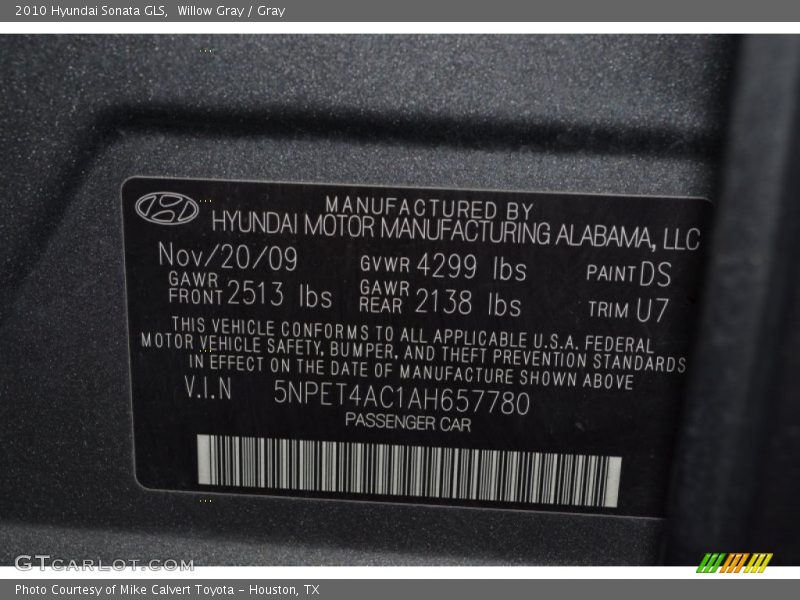 2010 Hyundai Sonata GLS, Willow Gray / Gray
MANUFACTURED BY
HYUNDAI MOTOR MANUFACTURING ALABAMA, LLC
Nov/20/09 GVWR 4299 lbs PAINT DS
GAWR FRONT 2513 lbs GAWR REAR 2138 lbs TRIM U7
THIS VEHICLE CONFORMS TO ALL APPLICABLE U.S.A. FEDERAL
MOTOR VEHICLE SAFETY, BUMPER, AND THEFT PREVENTION STANDARDS
IN EFFECT ON THE DATE OF MANUFACTURE SHOWN ABOVE
V.I.N 5NPET4AC1AH657780
PASSENGER CAR
GTCARLOT.COM
Photo Courtesy of Mike Calvert Toyota - Houston, TX